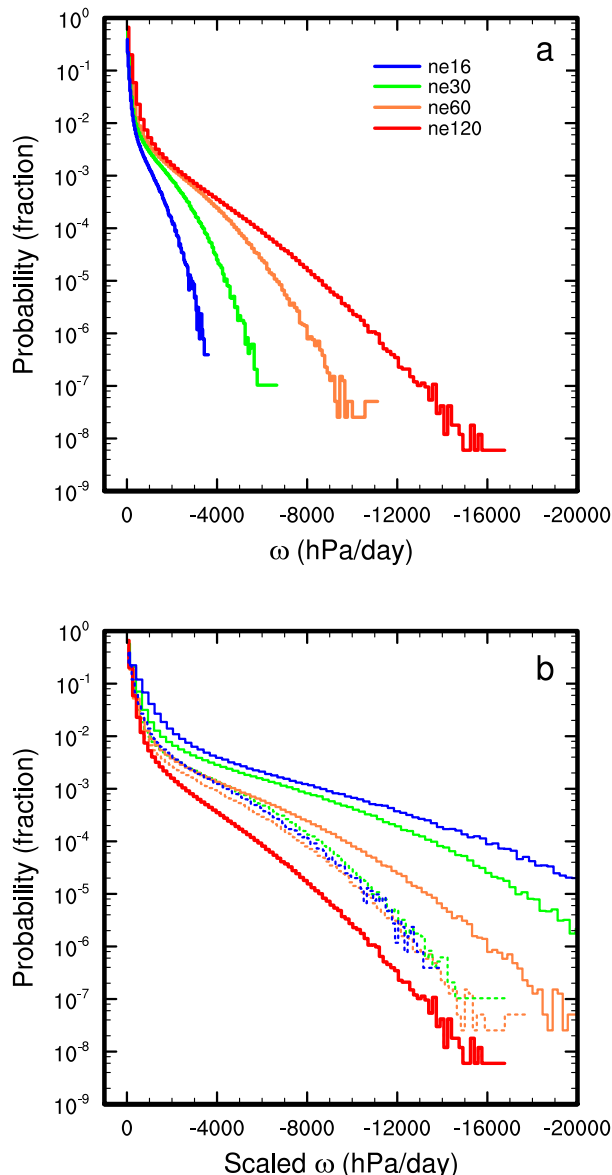 a
ne16
ne30
ne60
ne120
Probability (fraction)
10^0
10^-1
10^-2
10^-3
10^-4
10^-5
10^-6
10^-7
10^-8
10^-9
0 -4000 -8000 -12000 -16000 -20000
ω (hPa/day)
b
Probability (fraction)
10^0
10^-1
10^-2
10^-3
10^-4
10^-5
10^-6
10^-7
10^-8
10^-9
0 -4000 -8000 -12000 -16000 -20000
Scaled ω (hPa/day)